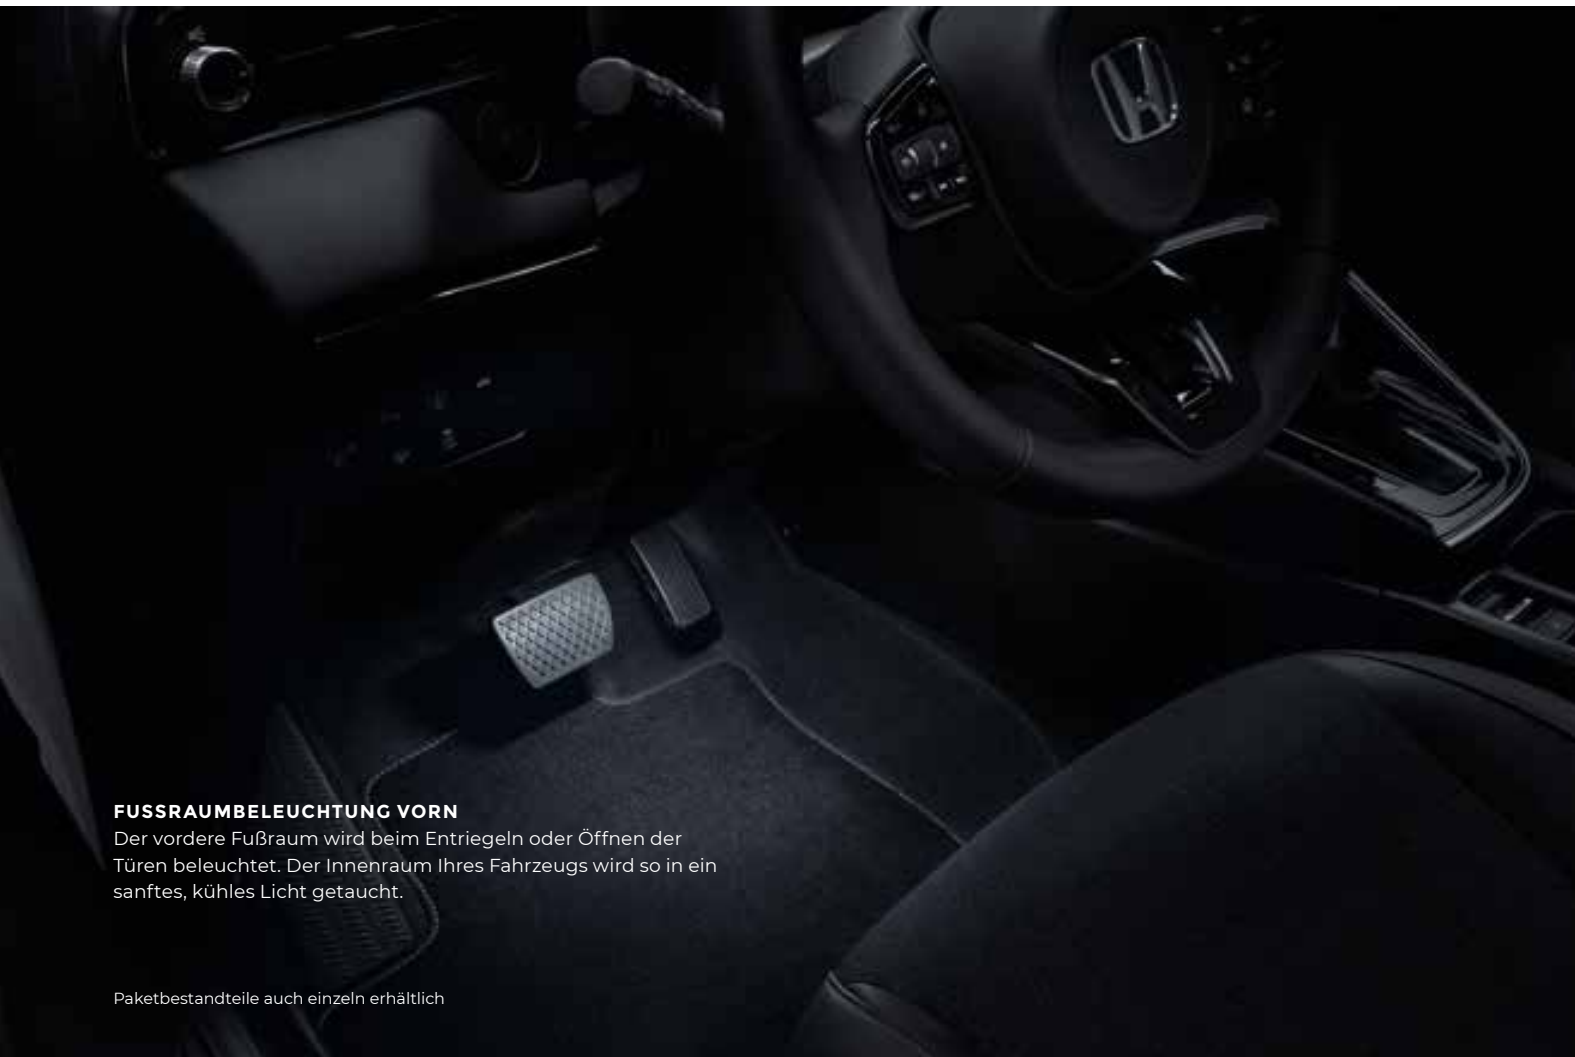 FUSSRAUMBELEUCHTUNG VORN
Der vordere Fußraum wird beim Entriegeln oder Öffnen der
Türen beleuchtet. Der Innenraum Ihres Fahrzeugs wird so in ein
sanftes, kühles Licht getaucht.
Paketbestandteile auch einzeln erhältlich